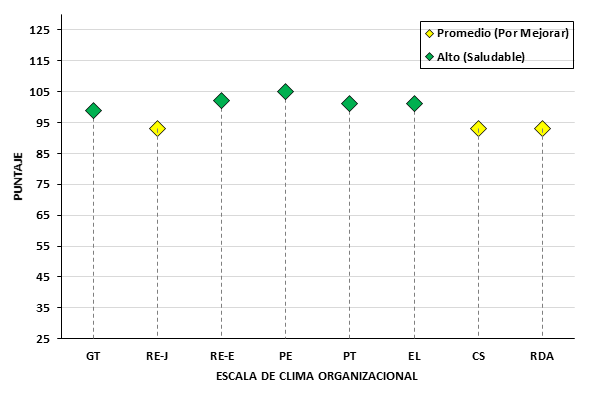 125
115
105
95
85
75
65
55
45
35
25
PUNTAJE
Promedio (Por Mejorar)
Alto (Saludable)
GT RE-J RE-E PE PT EL CS RDA
ESCALA DE CLIMA ORGANIZACIONAL